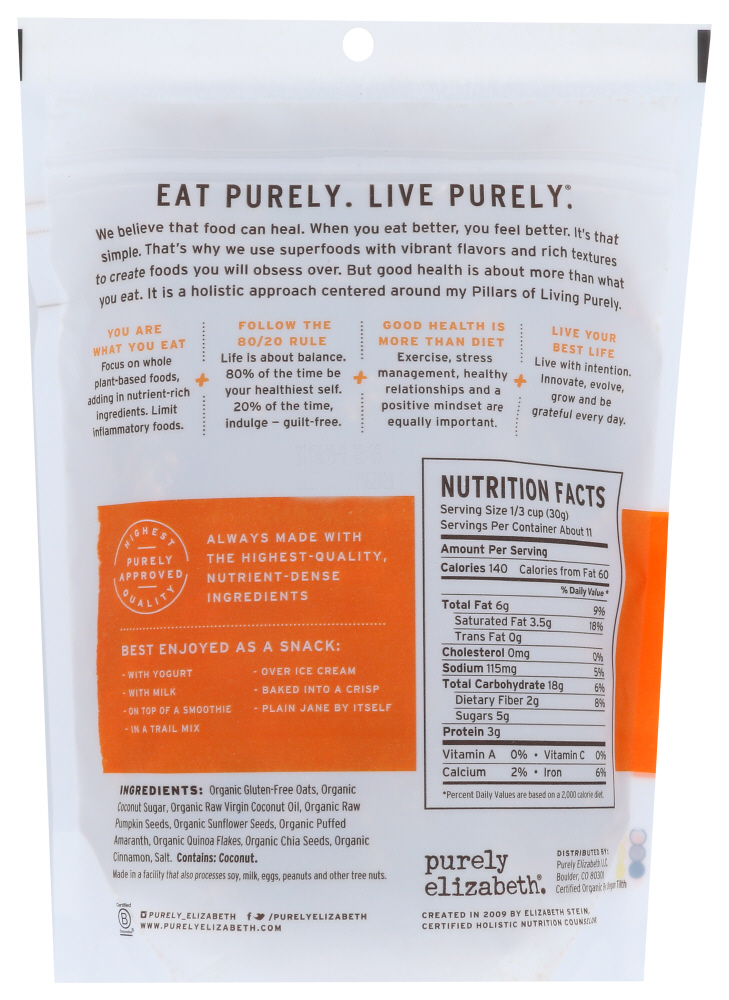 EAT PURELY. LIVE PURELY.®
We believe that food can heal. When you eat better, you feel better. It's that
simple. That's why we use superfoods with vibrant flavors and rich textures
to create foods you will obsess over. But good health is about more than what
you eat. It is a holistic approach centered around my Pillars of Living Purely.
YOU ARE
WHAT YOU EAT
Focus on whole
plant-based foods,
adding in nutrient-rich
ingredients. Limit
inflammatory foods.
+
FOLLOW THE
80/20 RULE
Life is about balance.
80% of the time be
your healthiest self.
20% of the time,
indulge – guilt-free.
+
GOOD HEALTH IS
MORE THAN DIET
Exercise, stress
management, healthy
relationships and a
positive mindset are
equally important.
+
LIVE YOUR
BEST LIFE
Live with intention.
Innovate, evolve,
grow and be
grateful every day.
HIGHEST
PURELY
APPROVED
QUALITY
ALWAYS MADE WITH
THE HIGHEST-QUALITY,
NUTRIENT-DENSE
INGREDIENTS
BEST ENJOYED AS A SNACK:
- WITH YOGURT
- WITH MILK
- ON TOP OF A SMOOTHIE
- IN A TRAIL MIX
- OVER ICE CREAM
- BAKED INTO A CRISP
- PLAIN JANE BY ITSELF
NUTRITION FACTS
Serving Size 1/3 cup (30g)
Servings Per Container About 11
Amount Per Serving
Calories 140 Calories from Fat 60
% Daily Value*
Total Fat 6g 9%
Saturated Fat 3.5g 18%
Trans Fat 0g
Cholesterol 0mg 0%
Sodium 115mg 5%
Total Carbohydrate 18g 6%
Dietary Fiber 2g 8%
Sugars 5g
Protein 3g
Vitamin A 0% • Vitamin C 0%
Calcium 2% • Iron 6%
*Percent Daily Values are based on a 2,000 calorie diet.
INGREDIENTS: Organic Gluten-Free Oats, Organic
Coconut Sugar, Organic Raw Virgin Coconut Oil, Organic Raw
Pumpkin Seeds, Organic Sunflower Seeds, Organic Puffed
Amaranth, Organic Quinoa Flakes, Organic Chia Seeds, Organic
Cinnamon, Salt. Contains: Coconut.
Made in a facility that also processes soy, milk, eggs, peanuts and other tree nuts.
Certified
B
PURELY_ELIZABETH f /PURELYELIZABETH
WWW.PURELYELIZABETH.COM
purely
elizabeth.®
DISTRIBUTED BY:
Purely Elizabeth LLC
Boulder, CO 80301
Certified Organic By Oregon Tilth
CREATED IN 2009 BY ELIZABETH STEIN,
CERTIFIED HOLISTIC NUTRITION COUNSELOR